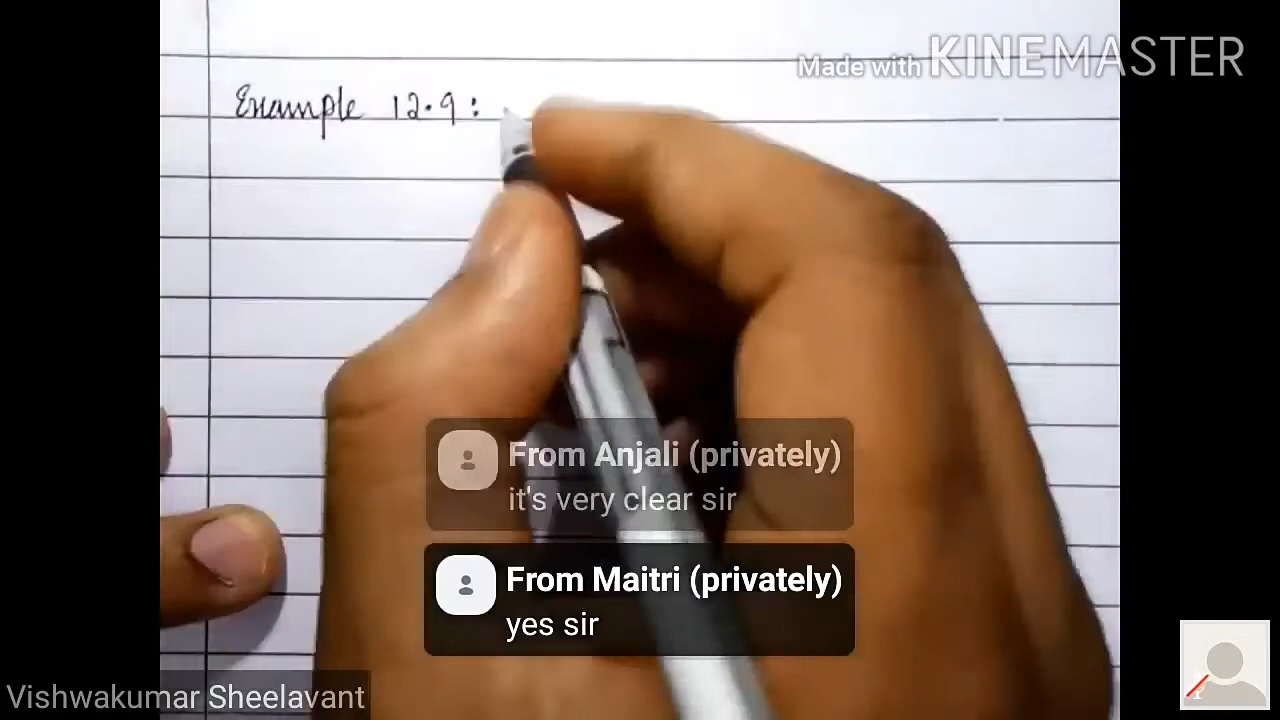 Made with KINEMASTER
Example 12.9:
From Anjali (privately)
it's very clear sir
From Maitri (privately)
yes sir
Vishwakumar Sheelavant